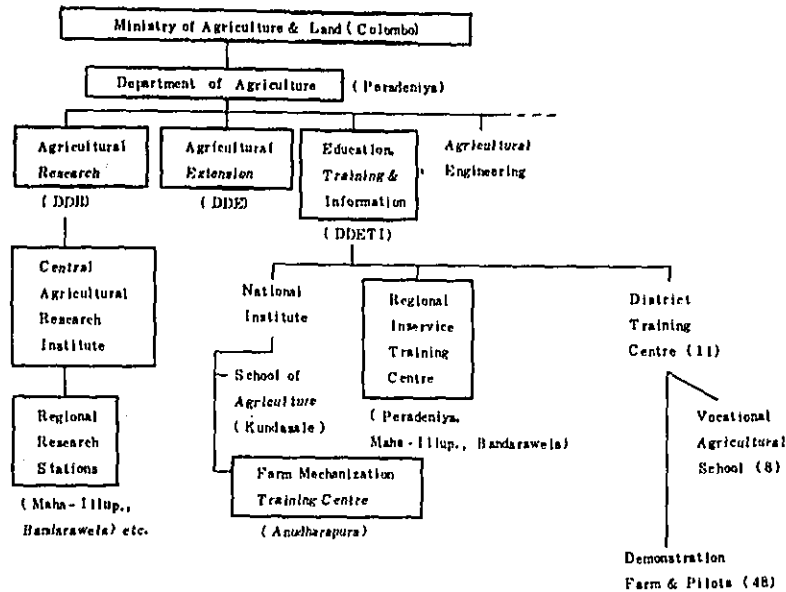 Ministry of Agriculture & Land (Colombo)
Department of Agriculture
(Peradeniya)
Agricultural
Research
(DDR)
Agricultural
Extension
(DDE)
Education,
Training &
Information
(DDETI)
Agricultural
Engineering
Central
Agricultural
Research
Institute
Regional
Research
Stations
(Maha-Illup.,
Bandarawela) etc.
National
Institute
School of
Agriculture
(Kundasale)
Farm Mechanization
Training Centre
(Anudharapura)
Regional
Inservice
Training
Centre
(Peradeniya,
Maha-Illup., Bandarawela)
District
Training
Centre (11)
Vocational
Agricultural
School (8)
Demonstration
Farm & Pilots (48)